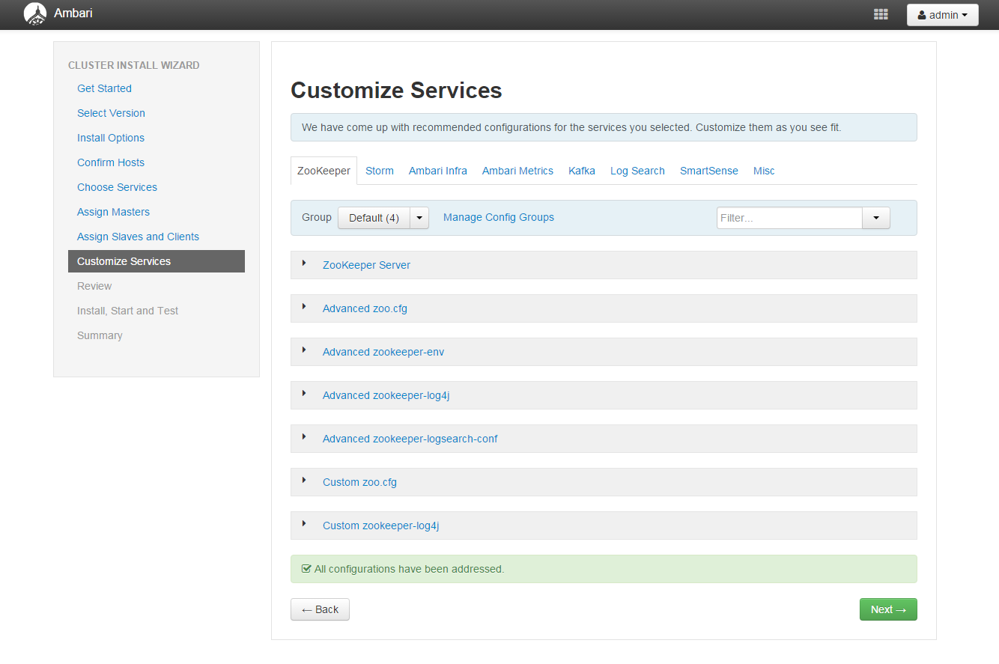 Ambari
admin
CLUSTER INSTALL WIZARD
Get Started
Select Version
Install Options
Confirm Hosts
Choose Services
Assign Masters
Assign Slaves and Clients
Customize Services
Review
Install, Start and Test
Summary
Customize Services
We have come up with recommended configurations for the services you selected. Customize them as you see fit.
ZooKeeper Storm Ambari Infra Ambari Metrics Kafka Log Search SmartSense Misc
Group Default (4) Manage Config Groups Filter...
ZooKeeper Server
Advanced zoo.cfg
Advanced zookeeper-env
Advanced zookeeper-log4j
Advanced zookeeper-logsearch-conf
Custom zoo.cfg
Custom zookeeper-log4j
All configurations have been addressed.
← Back Next →